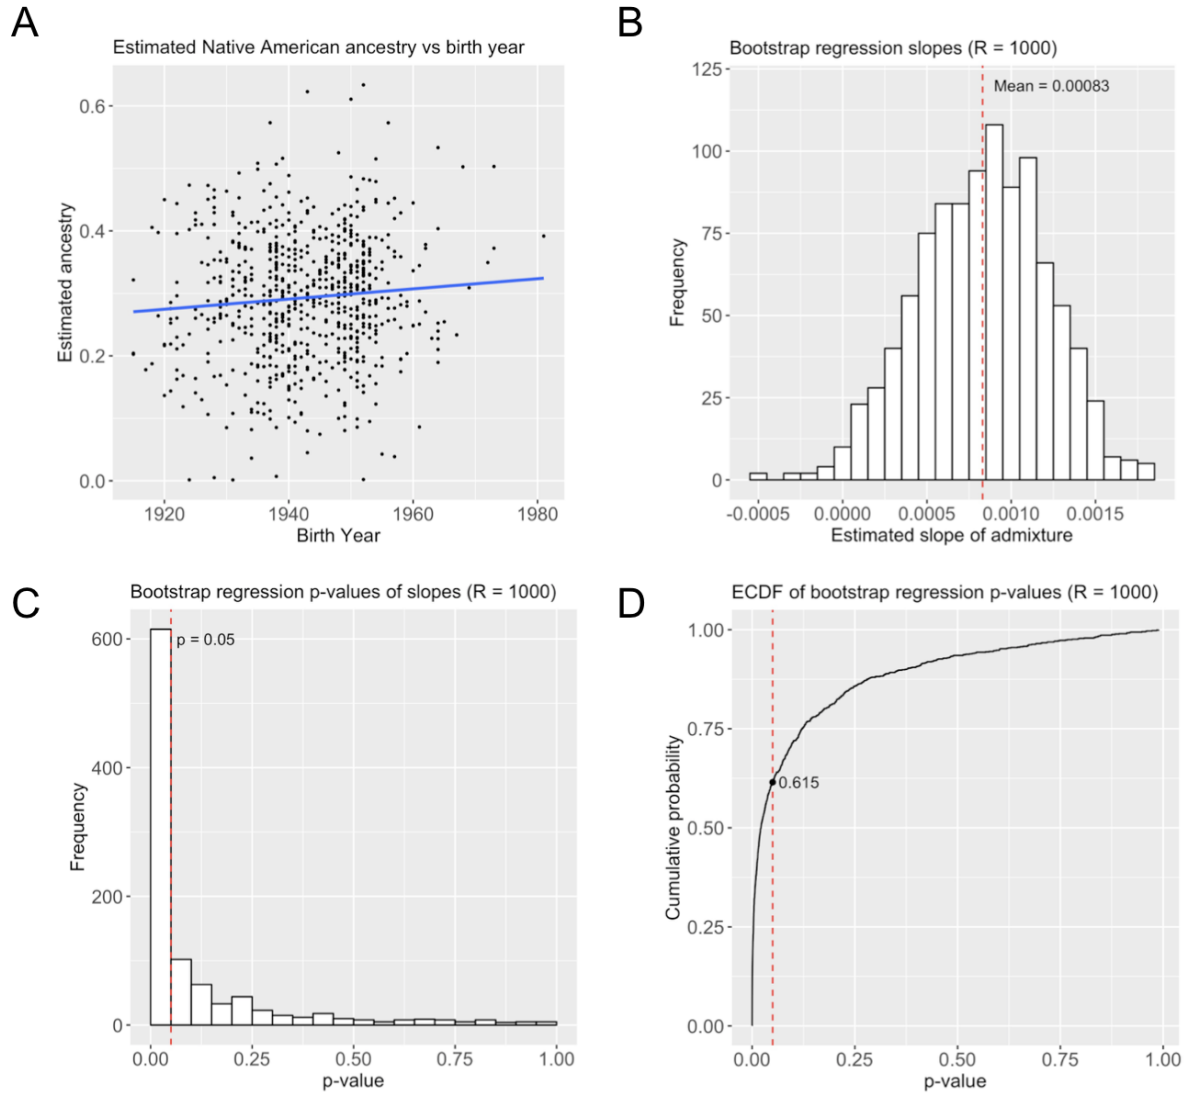 A
Estimated Native American ancestry vs birth year
Estimated ancestry
0.6
0.4
0.2
0.0
1920 1940 1960 1980
Birth Year
B
Bootstrap regression slopes (R = 1000)
Mean = 0.00083
Frequency
125
100
75
50
25
0
-0.0005 0.0000 0.0005 0.0010 0.0015
Estimated slope of admixture
C
Bootstrap regression p-values of slopes (R = 1000)
p = 0.05
Frequency
600
400
200
0
0.00 0.25 0.50 0.75 1.00
p-value
D
ECDF of bootstrap regression p-values (R = 1000)
0.615
Cumulative probability
1.00
0.75
0.50
0.25
0.00
0.00 0.25 0.50 0.75 1.00
p-value